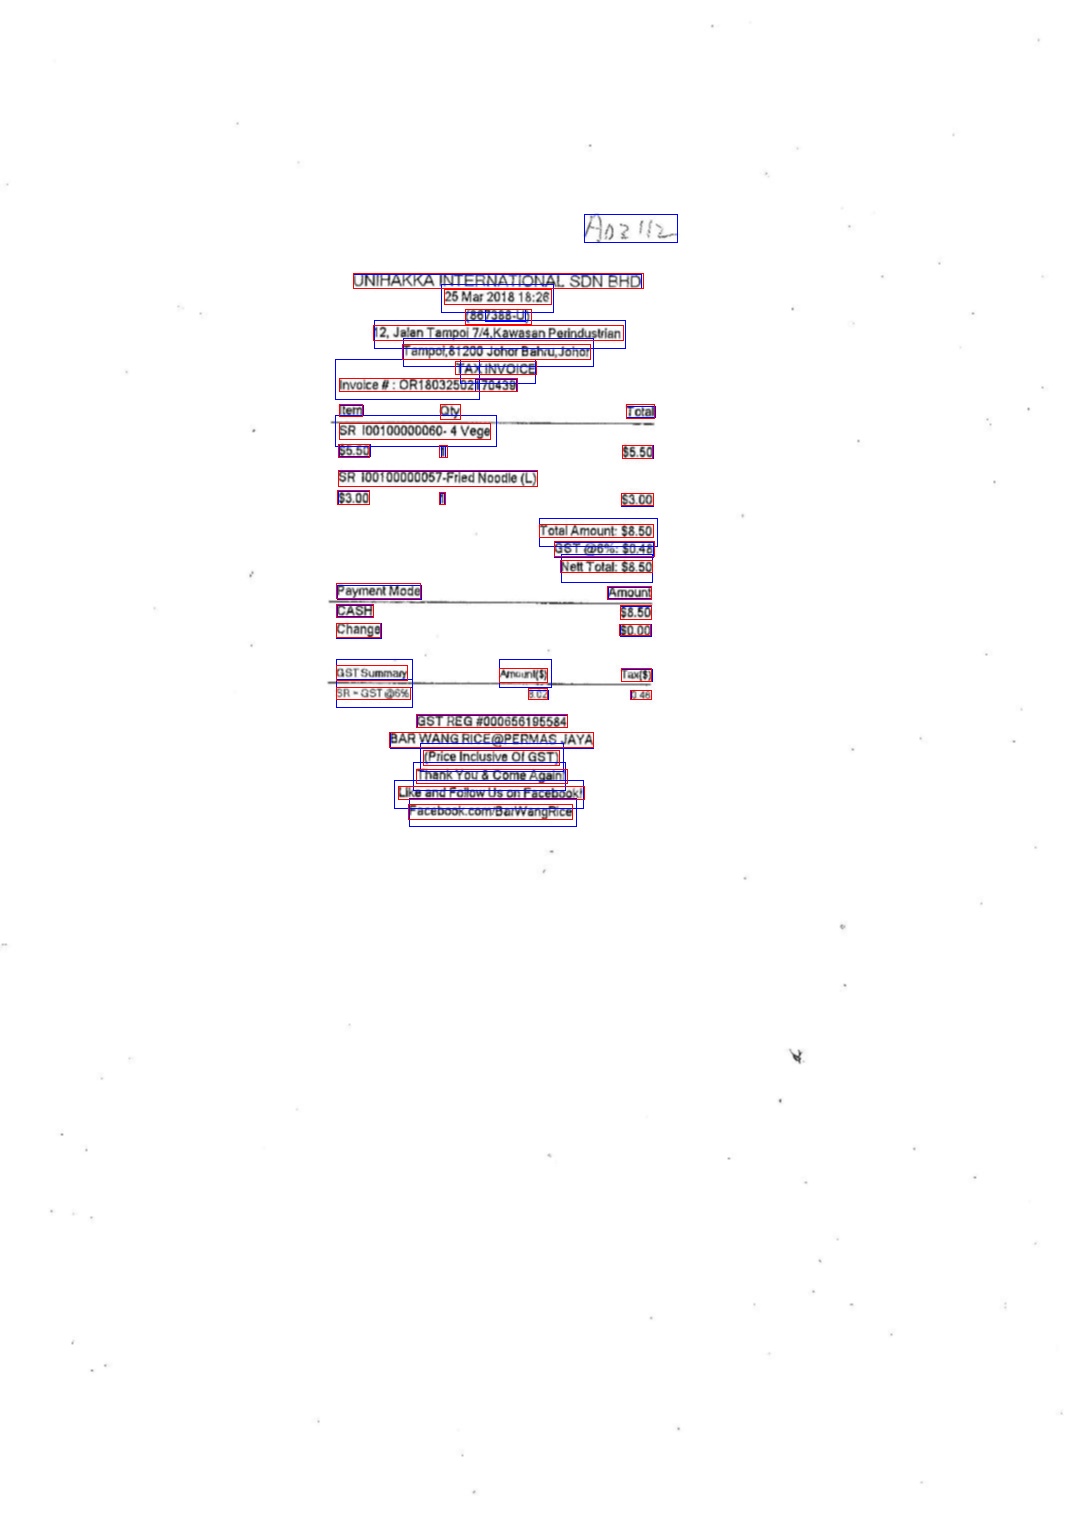 AD2112
UNIHAKKA INTERNATIONAL SDN BHD
25 Mar 2018 18:26
(867388-U)
12, Jalan Tampoi 7/4,Kawasan Perindustrian
Tampoi,81200 Johor Bahru,Johor
TAX INVOICE
Invoice # : OR18032502170439
Item Qty Total
SR I00100000060- 4 Vege
$5.50 1 $5.50
SR I00100000057-Fried Noodle (L)
$3.00 1 $3.00
Total Amount: $8.50
GST @6%: $0.48
Nett Total: $8.50
Payment Mode Amount
CASH $8.50
Change $0.00
GST Summary Amount($) Tax($)
SR = GST @6% 8.02 0.48
GST REG #000656195584
BAR WANG RICE@PERMAS JAYA
(Price Inclusive Of GST)
Thank You & Come Again!
Like and Follow Us on Facebook!
Facebook.com/BarWangRice